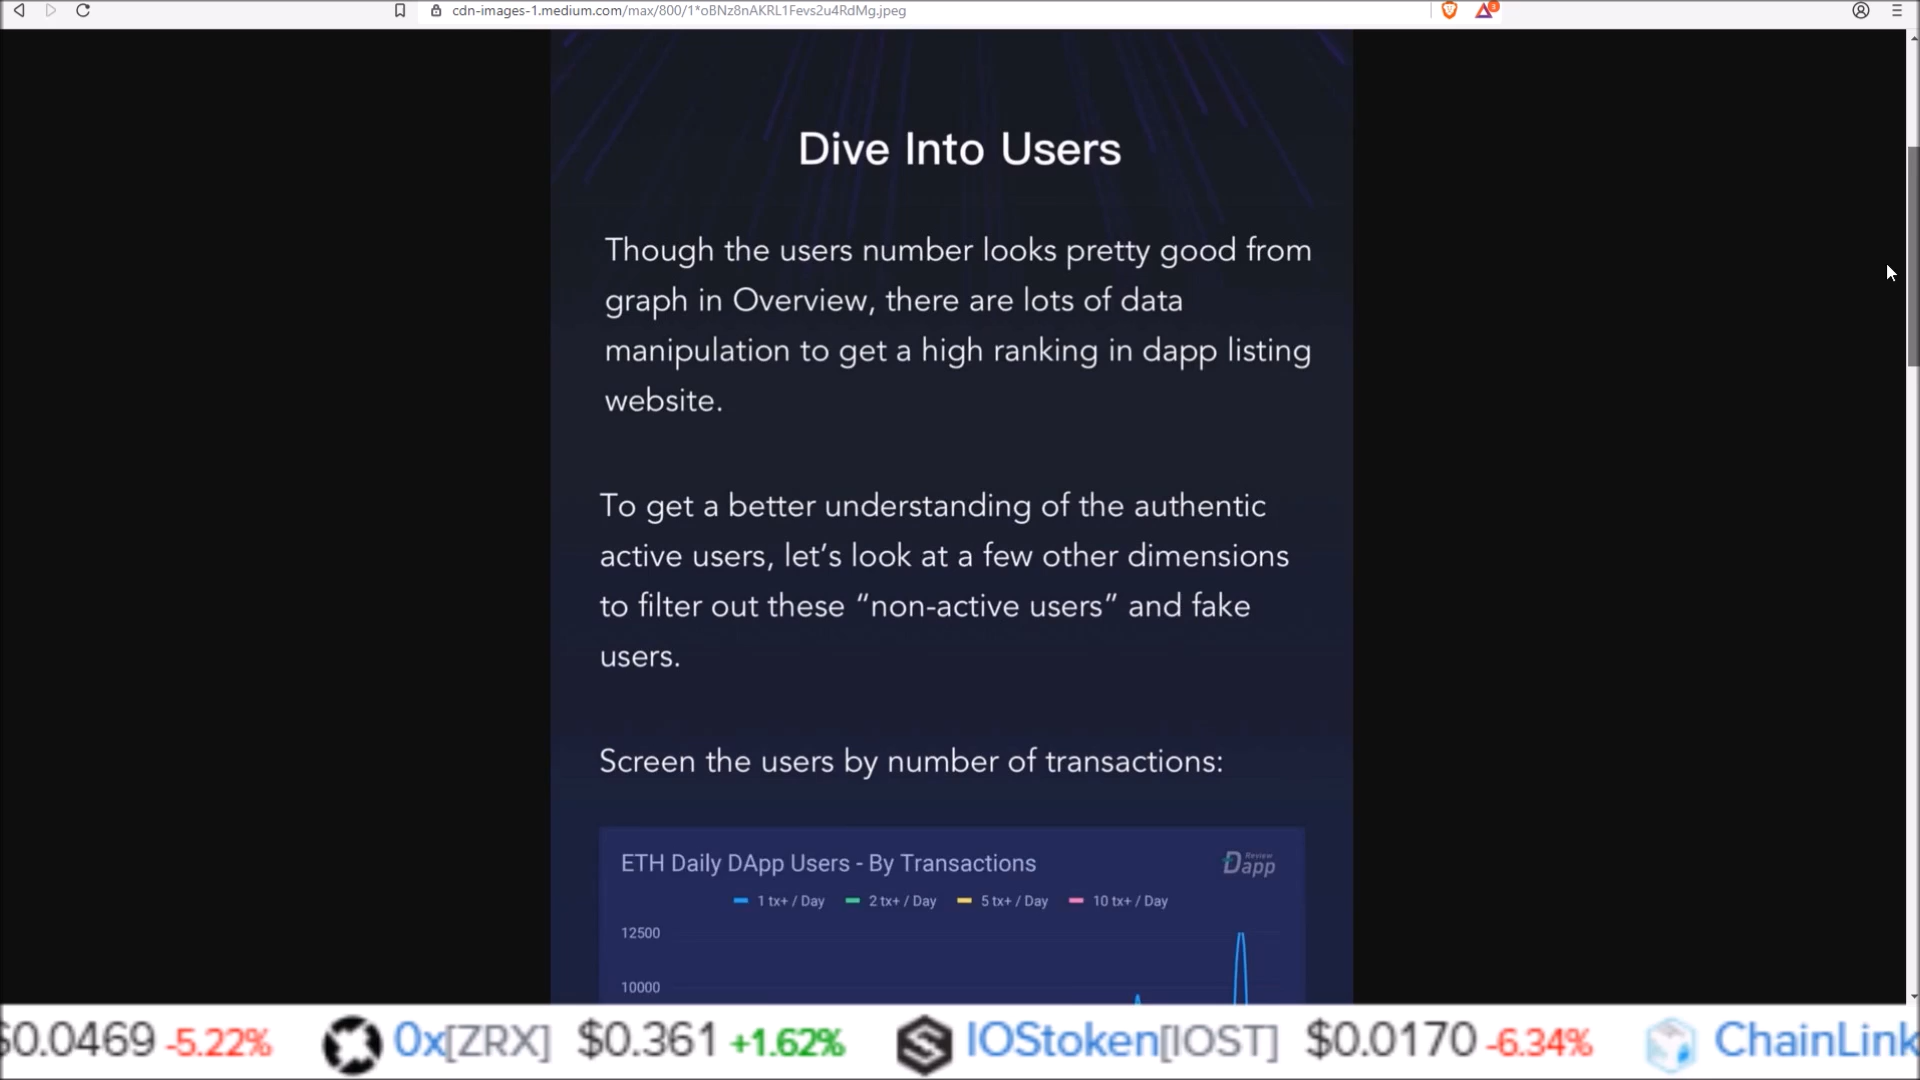 cdn-images-1.medium.com/max/800/1*oBNz8nAKRL1Fevs2u4RdMg.jpeg
Dive Into Users
Though the users number looks pretty good from
graph in Overview, there are lots of data
manipulation to get a high ranking in dapp listing
website.
To get a better understanding of the authentic
active users, let’s look at a few other dimensions
to filter out these “non-active users” and fake
users.
Screen the users by number of transactions:
ETH Daily DApp Users - By Transactions
Review
Dapp
1 tx+ / Day 2 tx+ / Day 5 tx+ / Day 10 tx+ / Day
12500
10000
$0.0469 -5.22% 0x[ZRX] $0.361 +1.62% IOStoken[IOST] $0.0170 -6.34% ChainLink